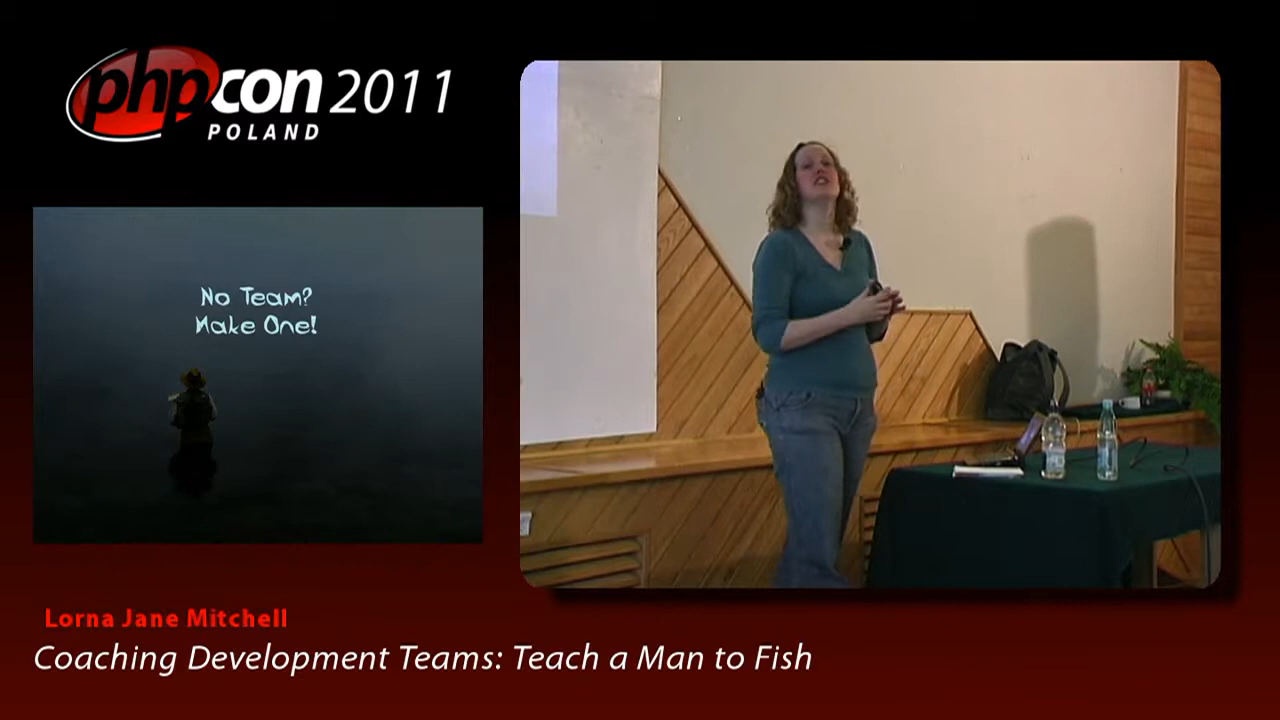 phpcon 2011
POLAND
No Team?
Make One!
Lorna Jane Mitchell
Coaching Development Teams: Teach a Man to Fish